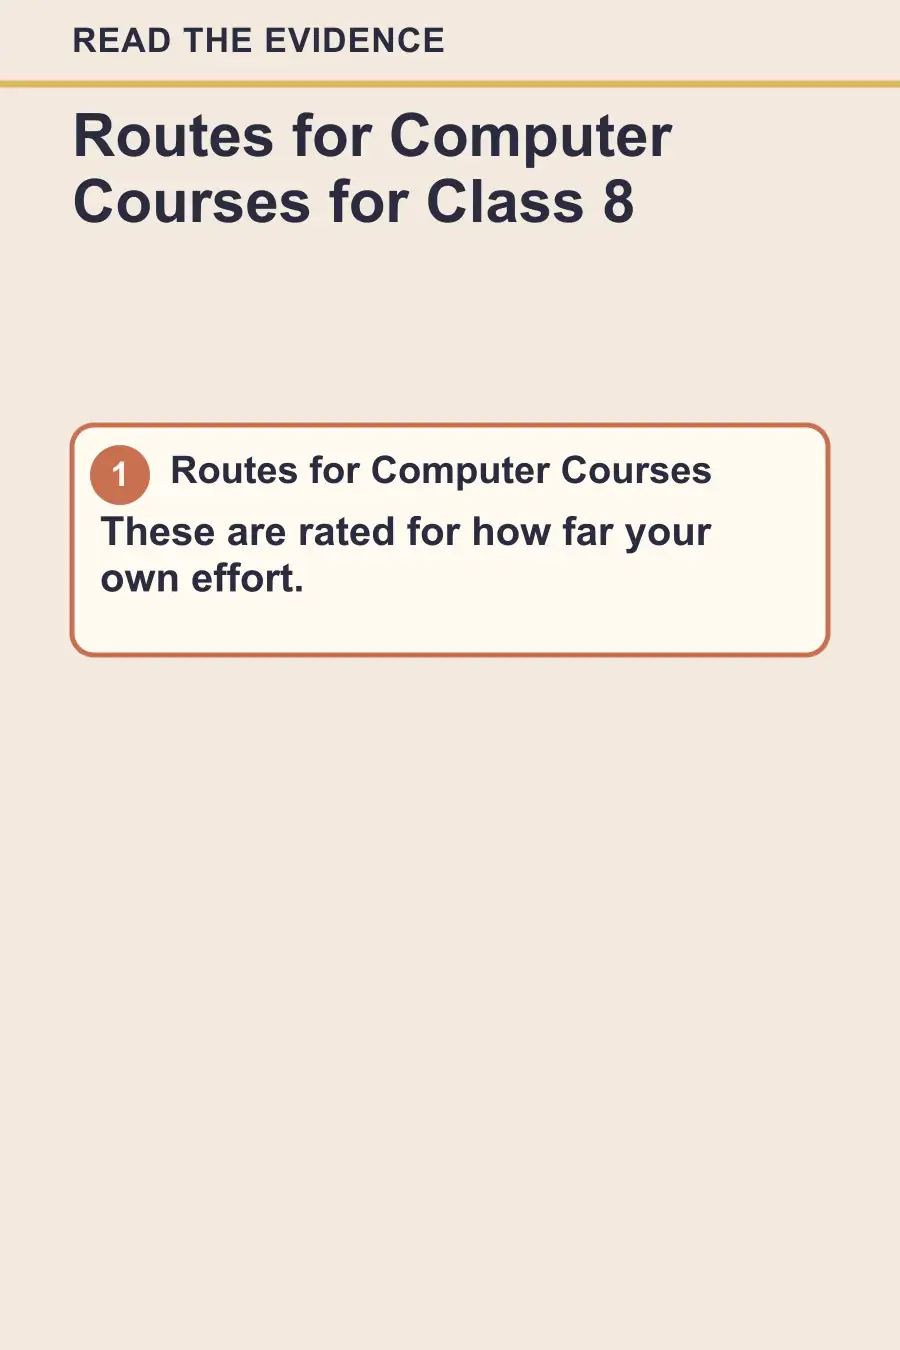 READ THE EVIDENCE
Routes for Computer
Courses for Class 8
1 Routes for Computer Courses
These are rated for how far your
own effort.